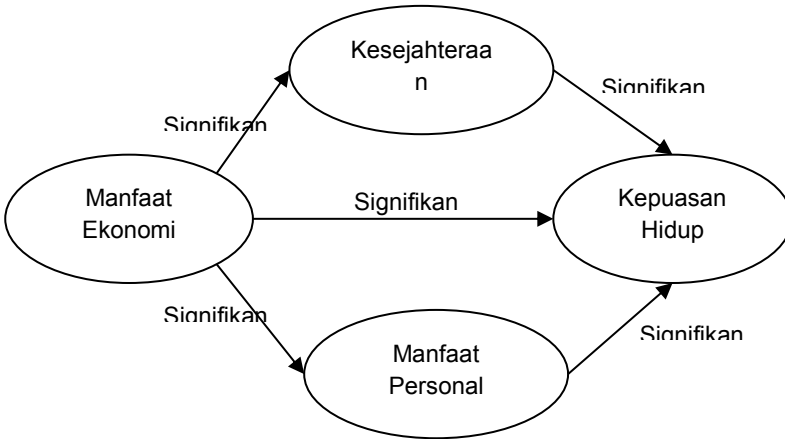 Kesejahteraa
n
Signifikan
Signifikan
Manfaat
Ekonomi
Signifikan
Kepuasan
Hidup
Signifikan
Manfaat
Personal
Signifikan